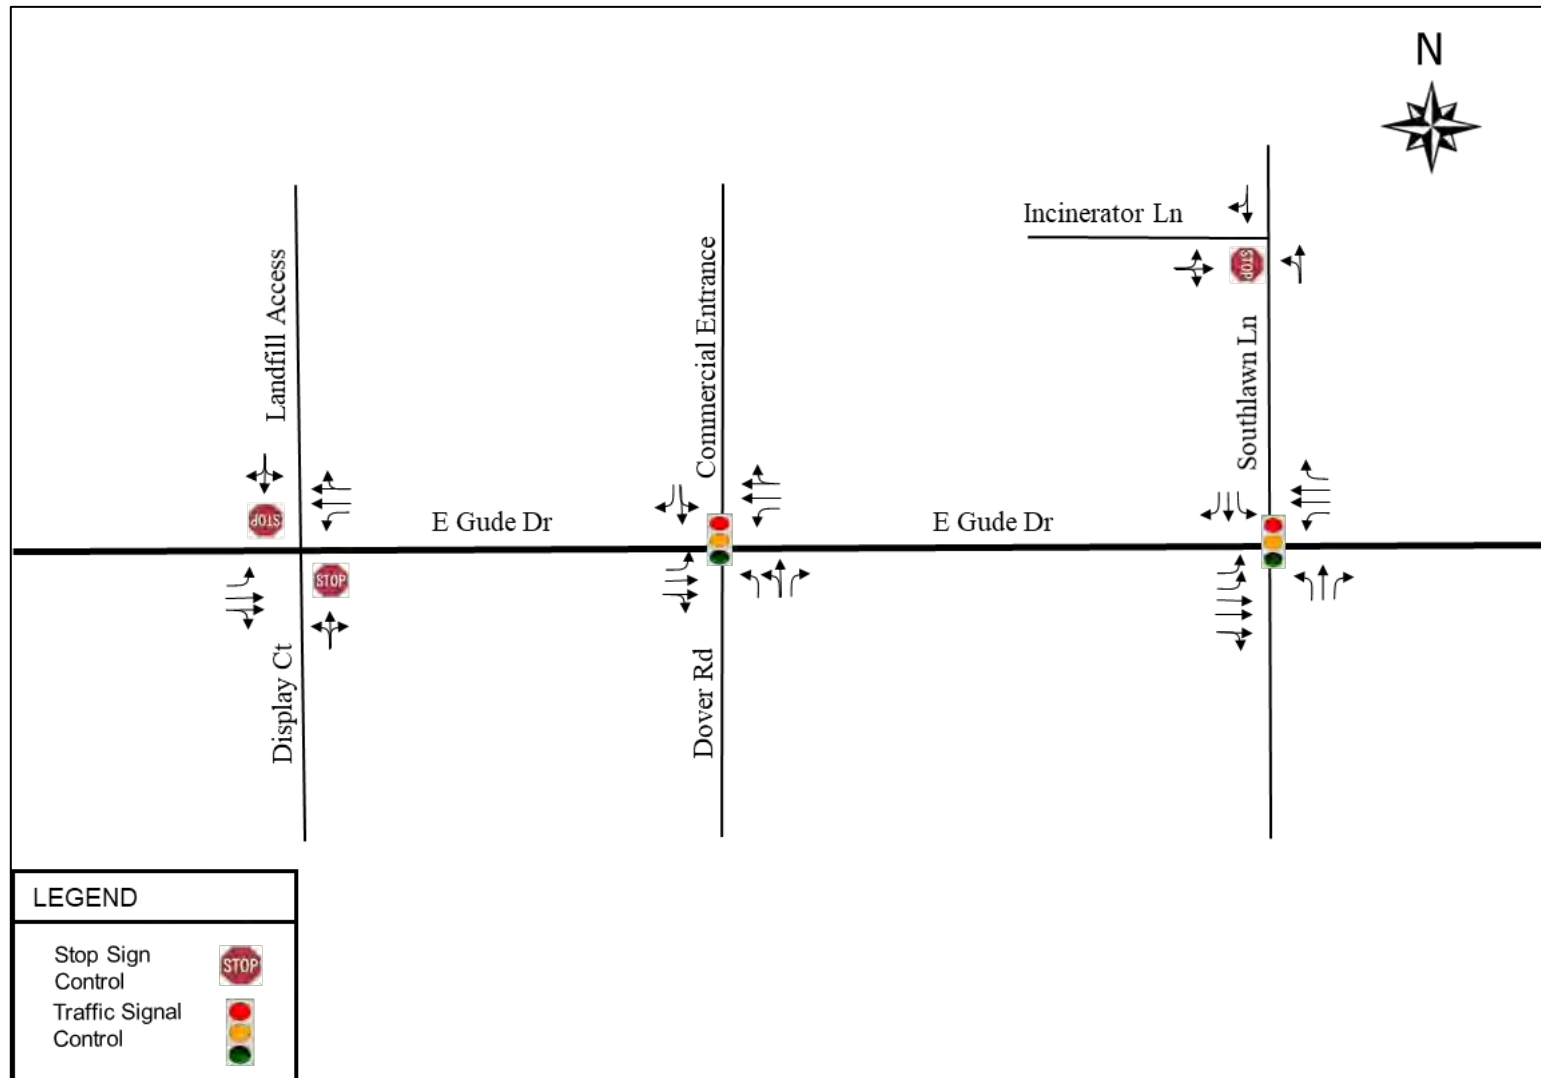 N
Incinerator Ln
STOP
Landfill Access
Commercial Entrance
Southlawn Ln
STOP
E Gude Dr
E Gude Dr
STOP
Display Ct
Dover Rd
LEGEND
Stop Sign
Control
STOP
Traffic Signal
Control